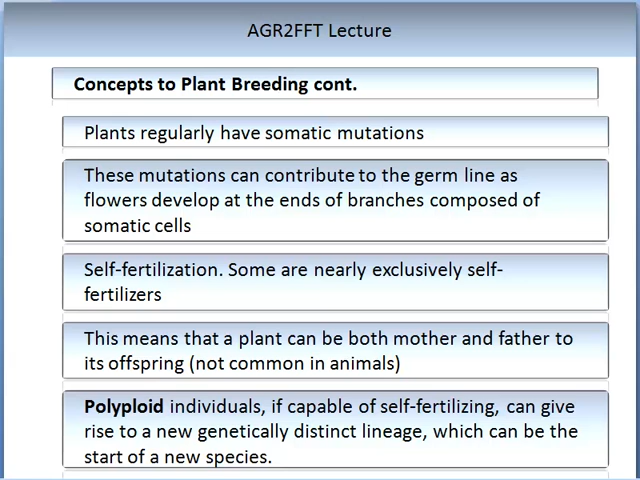 AGR2FFT Lecture
Concepts to Plant Breeding cont.
Plants regularly have somatic mutations
These mutations can contribute to the germ line as
flowers develop at the ends of branches composed of
somatic cells
Self-fertilization. Some are nearly exclusively self-
fertilizers
This means that a plant can be both mother and father to
its offspring (not common in animals)
Polyploid individuals, if capable of self-fertilizing, can give
rise to a new genetically distinct lineage, which can be the
start of a new species.